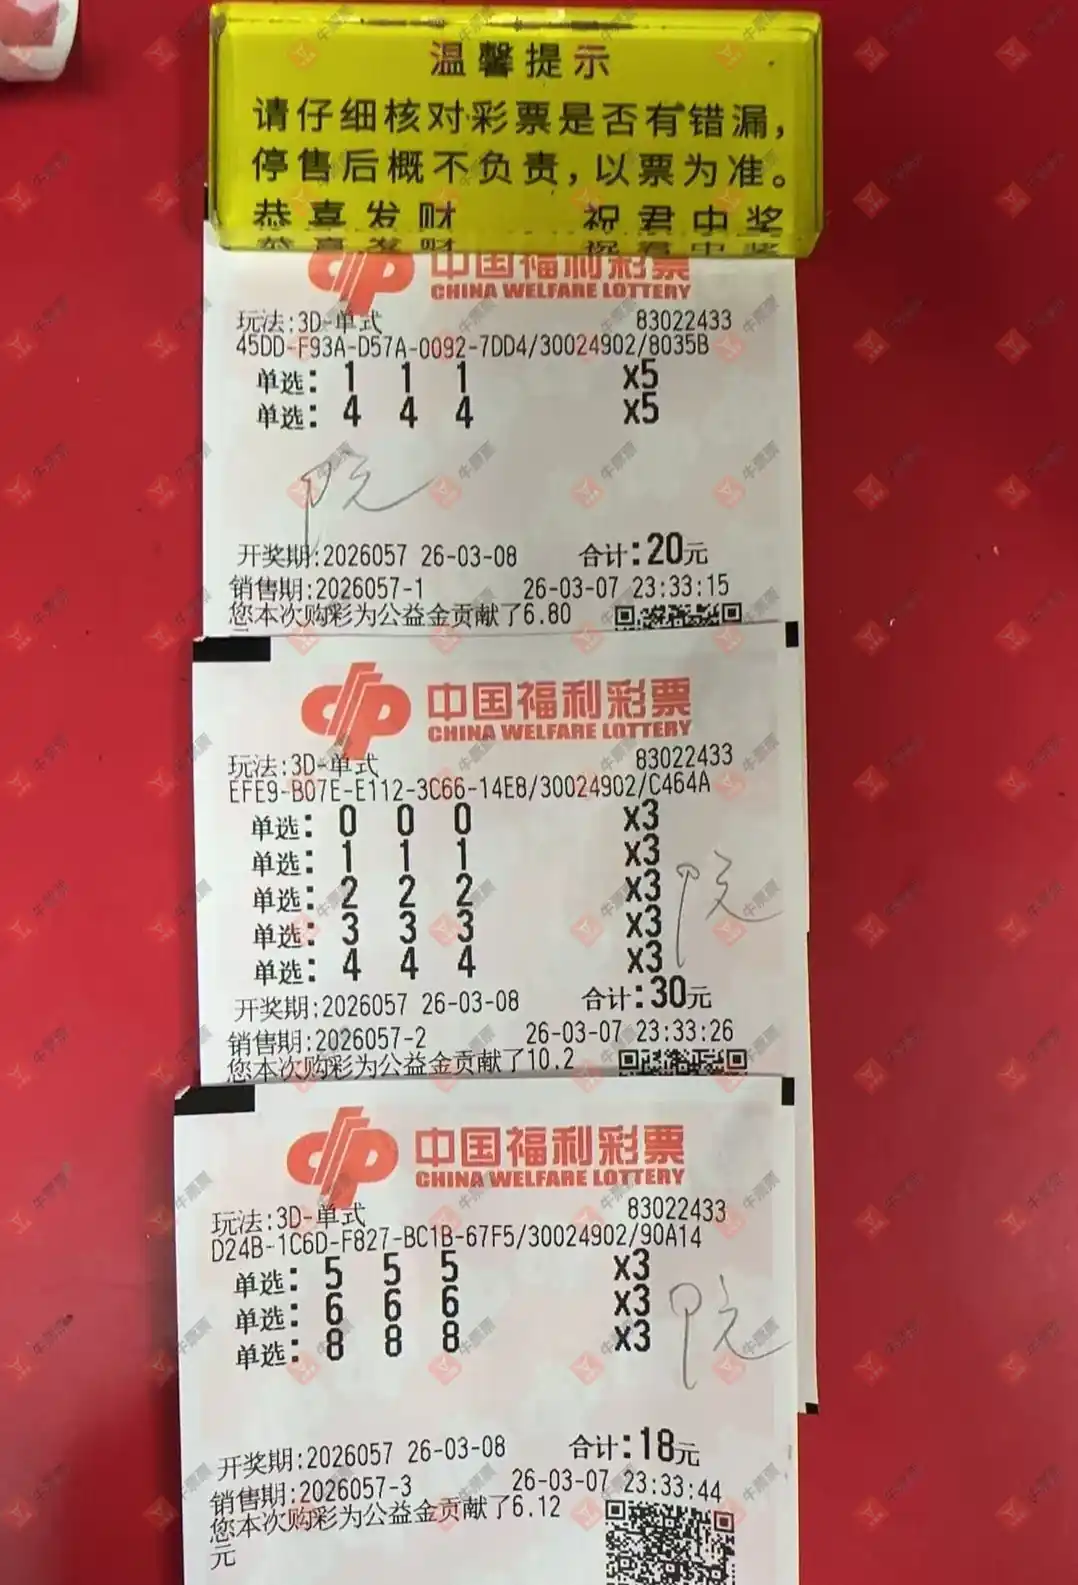 温馨提示
请仔细核对彩票是否有错漏，
停售后概不负责，以票为准。
恭喜发财 祝君中奖
中国福利彩票
CHINA WELFARE LOTTERY
玩法:3D-单式 83022433
45DD-F93A-D57A-0092-7DD4/30024902/8035B
单选: 1 1 1 x5
单选: 4 4 4 x5
开奖期:2026057 26-03-08 合计:20元
销售期:2026057-1 26-03-07 23:33:15
您本次购彩为公益金贡献了6.80
中国福利彩票
CHINA WELFARE LOTTERY
玩法:3D-单式 83022433
EFE9-B07E-E112-3C66-14E8/30024902/C464A
单选: 0 0 0 x3
单选: 1 1 1 x3
单选: 2 2 2 x3
单选: 3 3 3 x3
单选: 4 4 4 x3
开奖期:2026057 26-03-08 合计:30元
销售期:2026057-2 26-03-07 23:33:26
您本次购彩为公益金贡献了10.2
中国福利彩票
CHINA WELFARE LOTTERY
玩法:3D-单式 83022433
D24B-1C6D-F827-BC1B-67F5/30024902/90A14
单选: 5 5 5 x3
单选: 6 6 6 x3
单选: 8 8 8 x3
开奖期:2026057 26-03-08 合计:18元
销售期:2026057-3 26-03-07 23:33:44
您本次购彩为公益金贡献了6.12
元